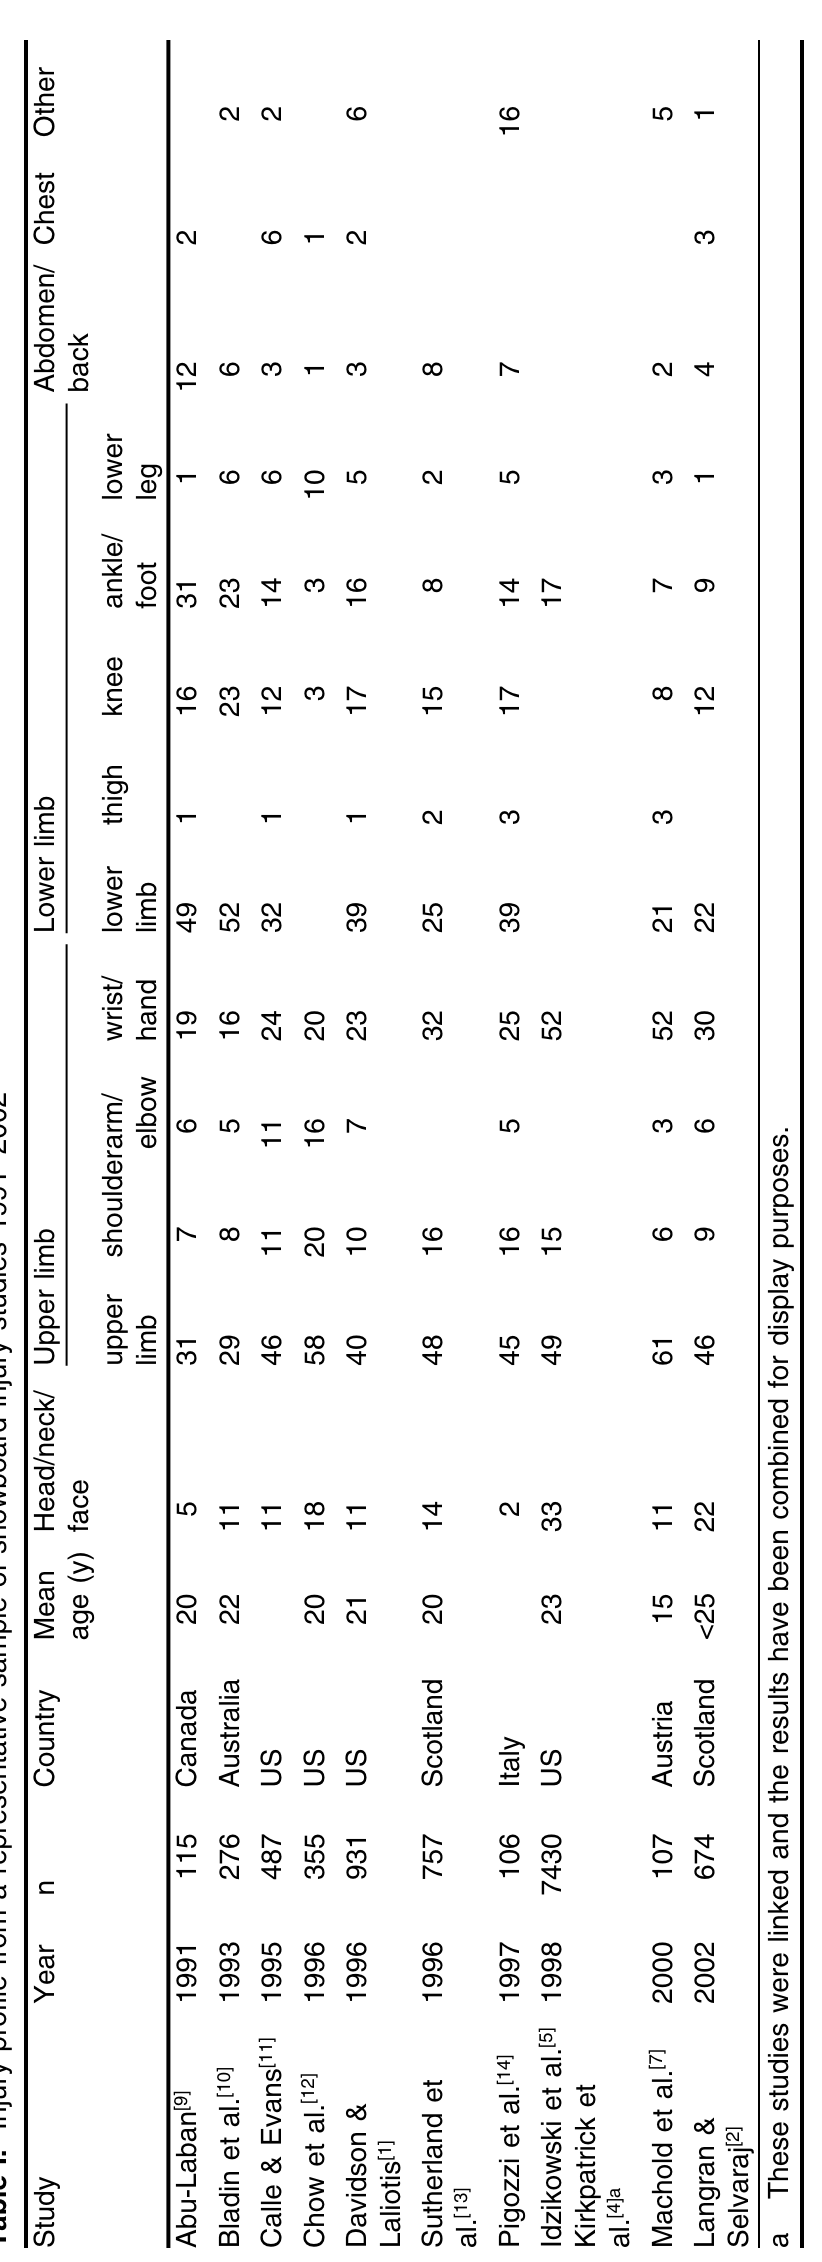 Table I. Injury profile from a representative sample of snowboard injury studies 1991–2002
Study Year n Country Mean Head/neck/ Upper limb Lower limb Abdomen/ Chest Other
age (y) face back
upper shoulder arm/ wrist/ lower thigh knee ankle/ lower
limb elbow hand limb foot leg
Abu-Laban[9] 1991 115 Canada 20 5 31 7 6 19 49 1 16 31 1 12 2
Bladin et al.[10] 1993 276 Australia 22 11 29 8 5 16 52 23 23 6 6 2
Calle & Evans[11] 1995 487 US 11 46 11 11 24 32 1 12 14 6 3 6 2
Chow et al.[12] 1996 355 US 20 18 58 20 16 20 3 3 10 1 1
Davidson & 1996 931 US 21 11 40 10 7 23 39 1 17 16 5 3 2 6
Laliotis[1]
Sutherland et 1996 757 Scotland 20 14 48 16 32 25 2 15 8 2 8
al.[13]
Pigozzi et al.[14] 1997 106 Italy 2 45 16 5 25 39 3 17 14 5 7 16
Idzikowski et al.[5] 1998 7430 US 23 33 49 15 52 17
Kirkpatrick et
al.[4]a
Machold et al.[7] 2000 107 Austria 15 11 61 6 3 52 21 3 8 7 3 2 5
Langran & 2002 674 Scotland <25 22 46 9 6 30 22 12 9 1 4 3 1
Selvaraj[2]
a These studies were linked and the results have been combined for display purposes.